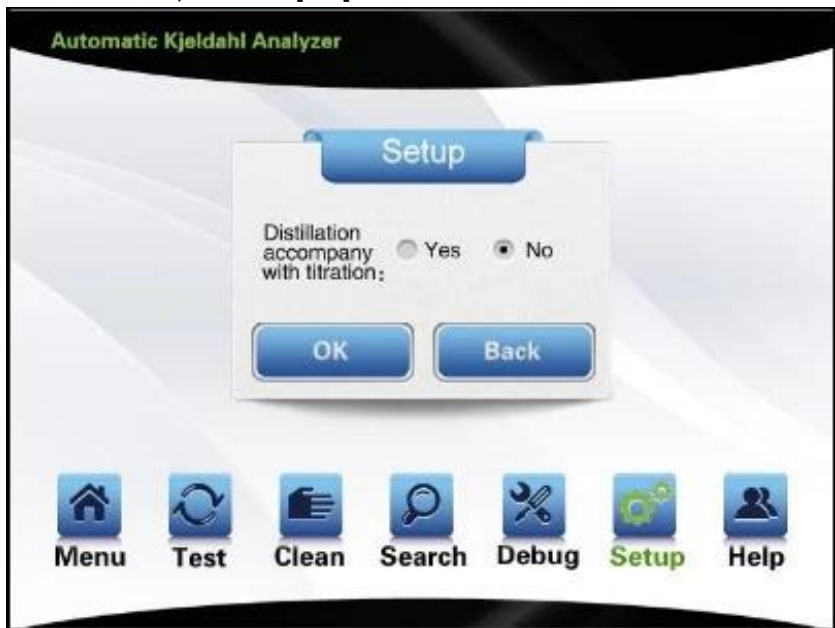 Automatic Kjeldahl Analyzer
Setup
Distillation
accompany
with titration:
Yes
No
OK
Back
Menu
Test
Clean
Search
Debug
Setup
Help